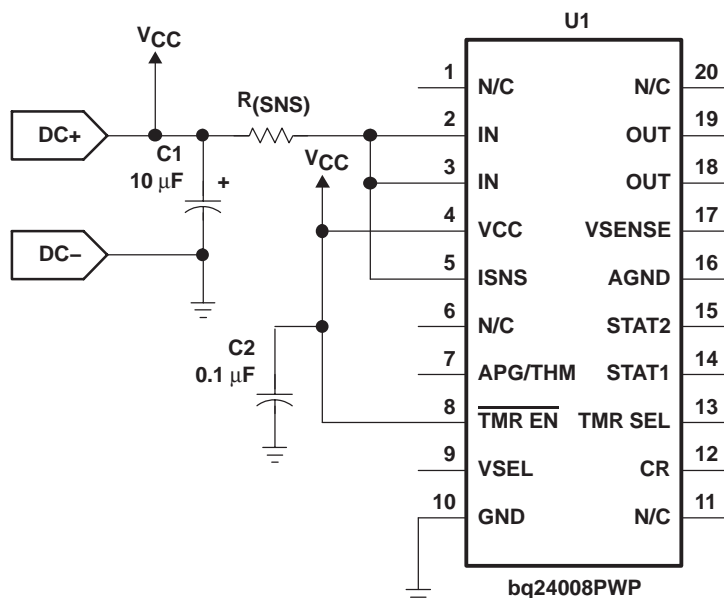 U1
VCC
R(SNS)
DC+
C1
10 μF
+
VCC
DC−
C2
0.1 μF
1 N/C N/C 20
2 IN OUT 19
3 IN OUT 18
4 VCC VSENSE 17
5 ISNS AGND 16
6 N/C STAT2 15
7 APG/THM STAT1 14
8 TMR EN TMR SEL 13
9 VSEL CR 12
10 GND N/C 11
bq24008PWP